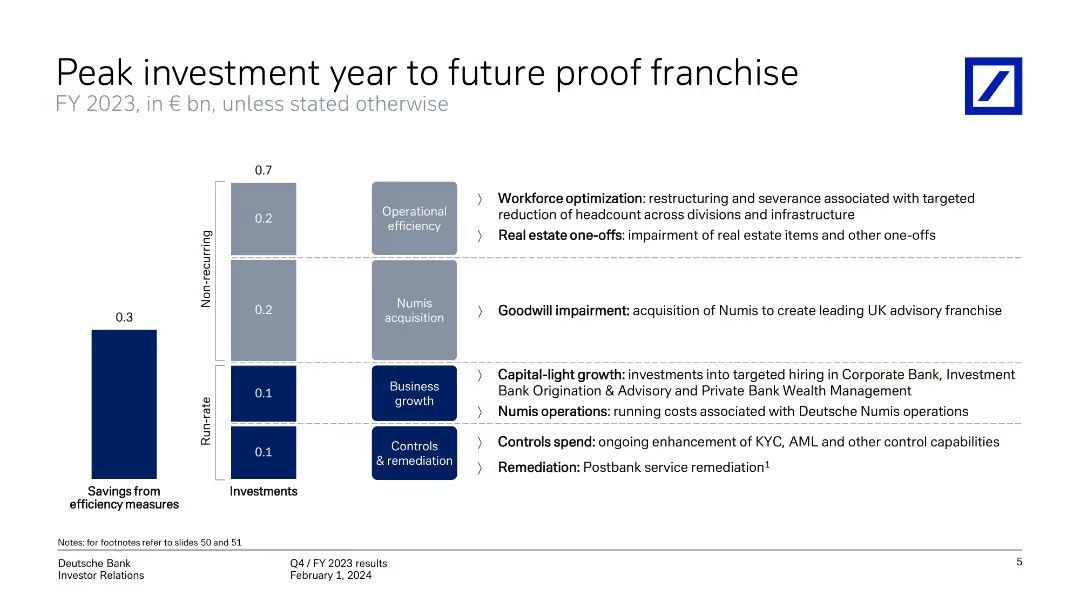 Peak investment year to future proof franchise
FY 2023, in € bn, unless stated otherwise
0.7
Non-recurring
0.2
Operational
efficiency
〉 Workforce optimization: restructuring and severance associated with targeted
reduction of headcount across divisions and infrastructure
〉 Real estate one-offs: impairment of real estate items and other one-offs
0.2
Numis
acquisition
〉 Goodwill impairment: acquisition of Numis to create leading UK advisory franchise
0.3
Run-rate
0.1
Business
growth
〉 Capital-light growth: investments into targeted hiring in Corporate Bank, Investment
Bank Origination & Advisory and Private Bank Wealth Management
〉 Numis operations: running costs associated with Deutsche Numis operations
0.1
Controls
& remediation
〉 Controls spend: ongoing enhancement of KYC, AML and other control capabilities
〉 Remediation: Postbank service remediation¹
Savings from
efficiency measures
Investments
Notes: for footnotes refer to slides 50 and 51
Deutsche Bank
Investor Relations
Q4 / FY 2023 results
February 1, 2024
5